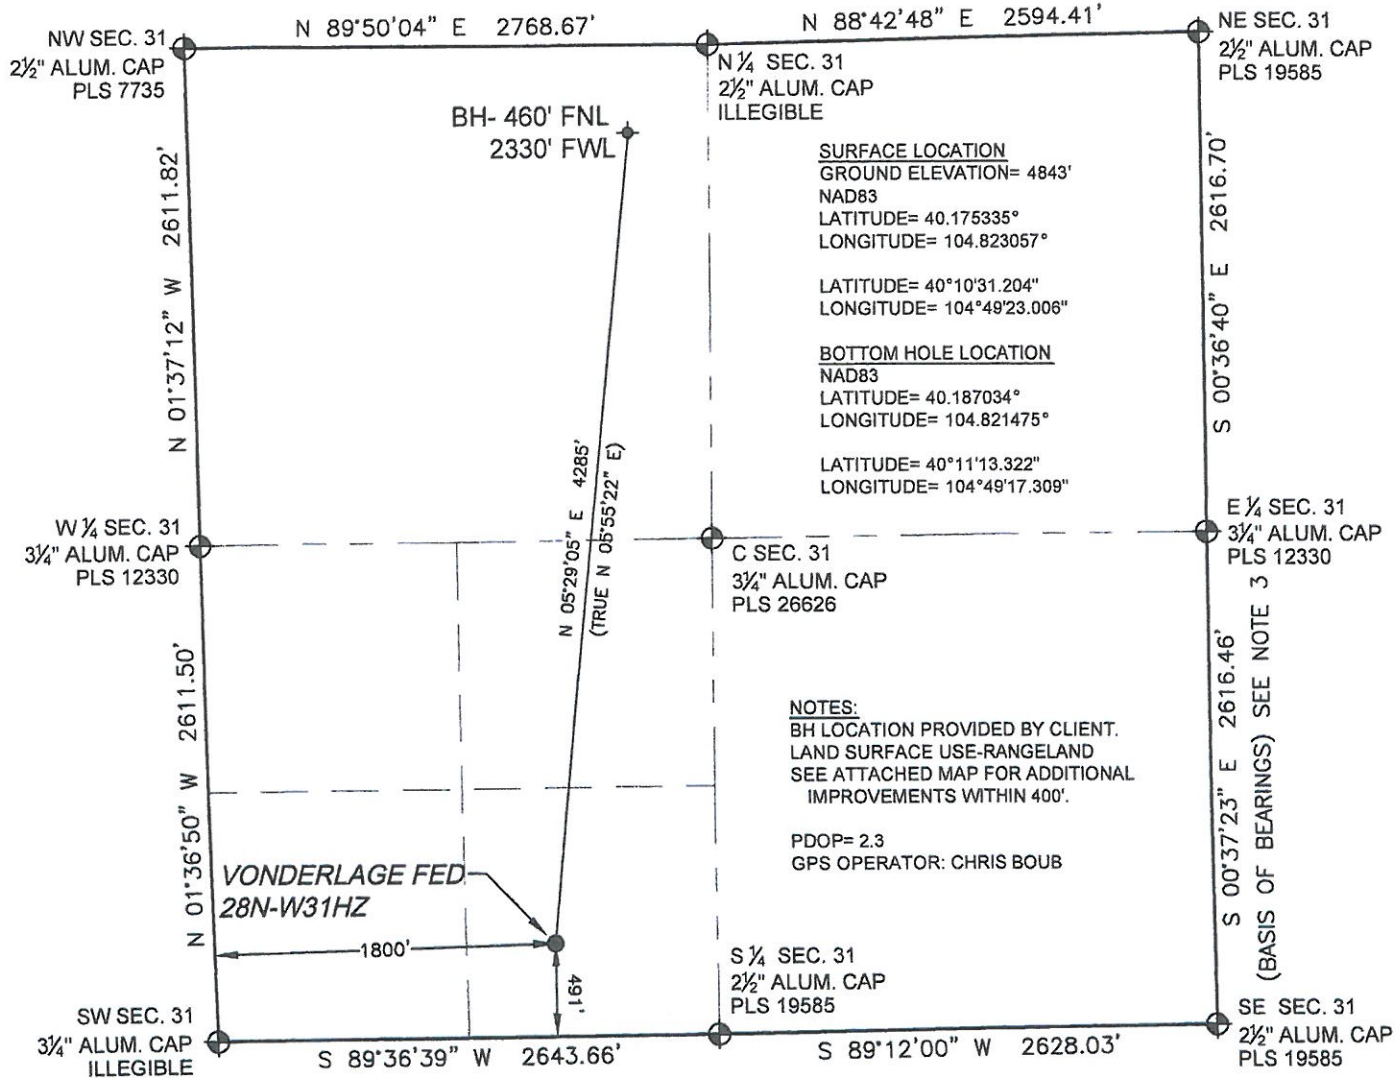 N 89°50'04" E 2768.67'
N 88°42'48" E 2594.41'
NW SEC. 31
2½" ALUM. CAP
PLS 7735
N ¼ SEC. 31
2½" ALUM. CAP
ILLEGIBLE
NE SEC. 31
2½" ALUM. CAP
PLS 19585
BH- 460' FNL
2330' FWL
SURFACE LOCATION
GROUND ELEVATION= 4843'
NAD83
LATITUDE= 40.175335°
LONGITUDE= 104.823057°
LATITUDE= 40°10'31.204"
LONGITUDE= 104°49'23.006"
BOTTOM HOLE LOCATION
NAD83
LATITUDE= 40.187034°
LONGITUDE= 104.821475°
LATITUDE= 40°11'13.322"
LONGITUDE= 104°49'17.309"
N 01°37'12" W 2611.82'
S 00°36'40" E 2616.70'
N 05°29'05" E 4285'
(TRUE N 05°55'22" E)
W ¼ SEC. 31
3¼" ALUM. CAP
PLS 12330
C SEC. 31
3¼" ALUM. CAP
PLS 26626
E ¼ SEC. 31
3¼" ALUM. CAP
PLS 12330
N 01°36'50" W 2611.50'
S 00°37'23" E 2616.46'
(BASIS OF BEARINGS) SEE NOTE 3
NOTES:
BH LOCATION PROVIDED BY CLIENT.
LAND SURFACE USE-RANGELAND
SEE ATTACHED MAP FOR ADDITIONAL
IMPROVEMENTS WITHIN 400'.
PDOP= 2.3
GPS OPERATOR: CHRIS BOUB
VONDERLAGE FED
28N-W31HZ
1800'
491'
SW SEC. 31
3¼" ALUM. CAP
ILLEGIBLE
S ¼ SEC. 31
2½" ALUM. CAP
PLS 19585
SE SEC. 31
2½" ALUM. CAP
PLS 19585
S 89°36'39" W 2643.66'
S 89°12'00" W 2628.03'